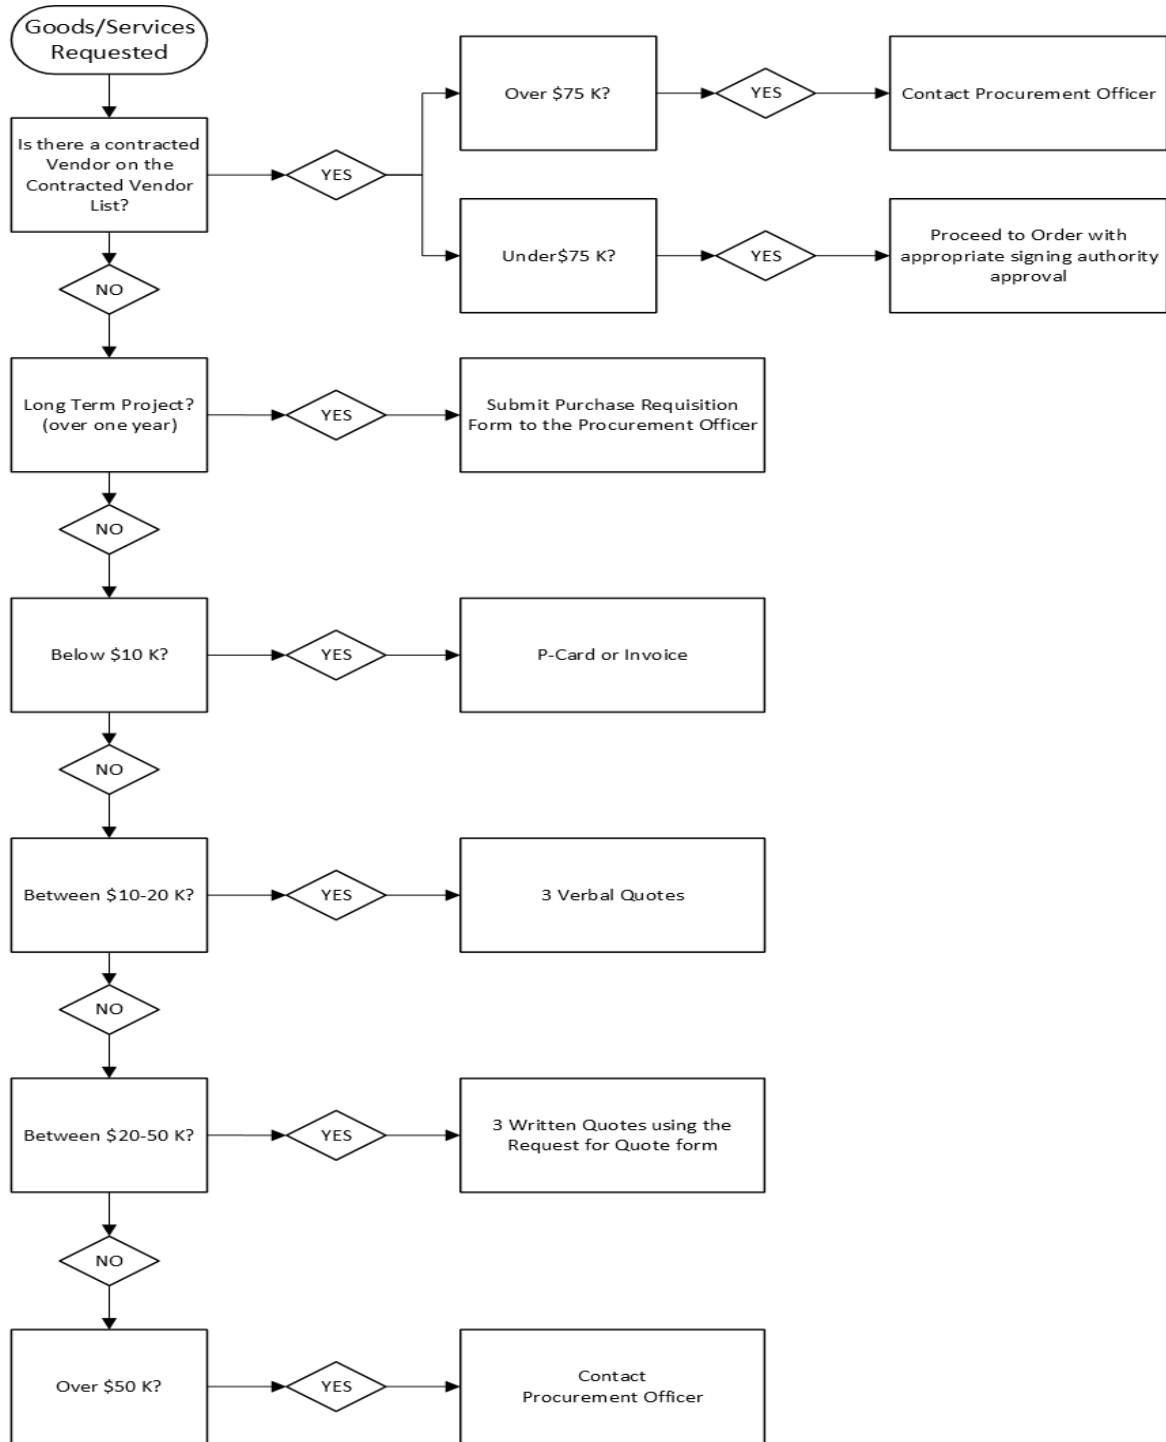 Goods/Services
Requested
Over $75 K?
YES
Contact Procurement Officer
Is there a contracted
Vendor on the
Contracted Vendor
List?
YES
Under$75 K?
YES
Proceed to Order with
appropriate signing authority
approval
NO
Long Term Project?
(over one year)
YES
Submit Purchase Requisition
Form to the Procurement Officer
NO
Below $10 K?
YES
P-Card or Invoice
NO
Between $10-20 K?
YES
3 Verbal Quotes
NO
Between $20-50 K?
YES
3 Written Quotes using the
Request for Quote form
NO
Over $50 K?
YES
Contact
Procurement Officer